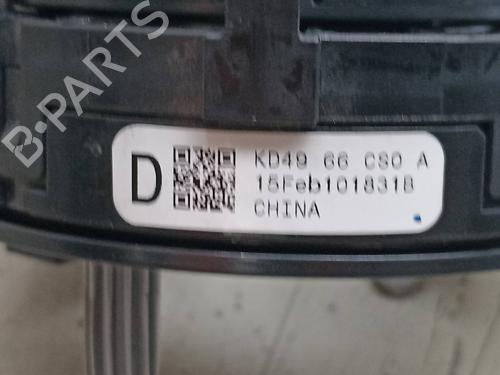 B-PARTS
D
KD49 66 CS0 A
15Feb1018318
CHINA